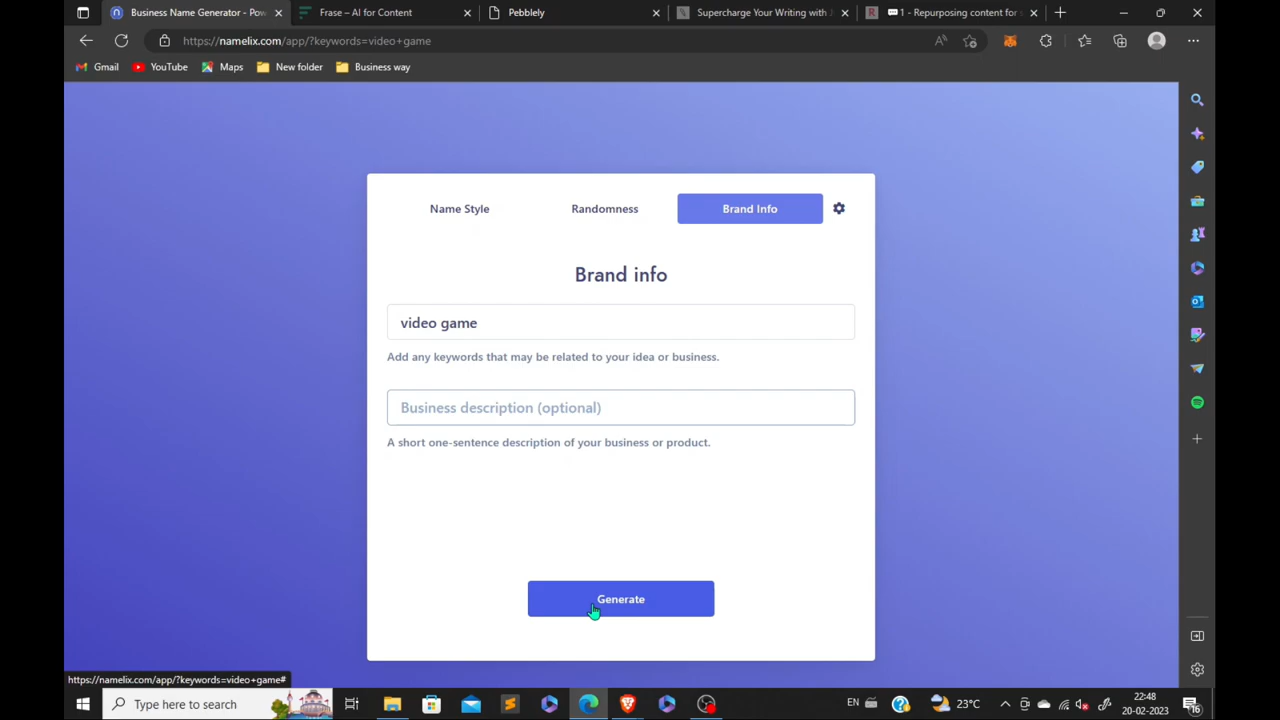 Business Name Generator - Pow
Frase – AI for Content
Pebblely
Supercharge Your Writing with
1 - Repurposing content for s
https://namelix.com/app/?keywords=video+game
Gmail
YouTube
Maps
New folder
Business way
Name Style
Randomness
Brand Info
Brand info
video game
Add any keywords that may be related to your idea or business.
Business description (optional)
A short one-sentence description of your business or product.
Generate
https://namelix.com/app/?keywords=video+game#
Type here to search
EN
23°C
22:48
20-02-2023